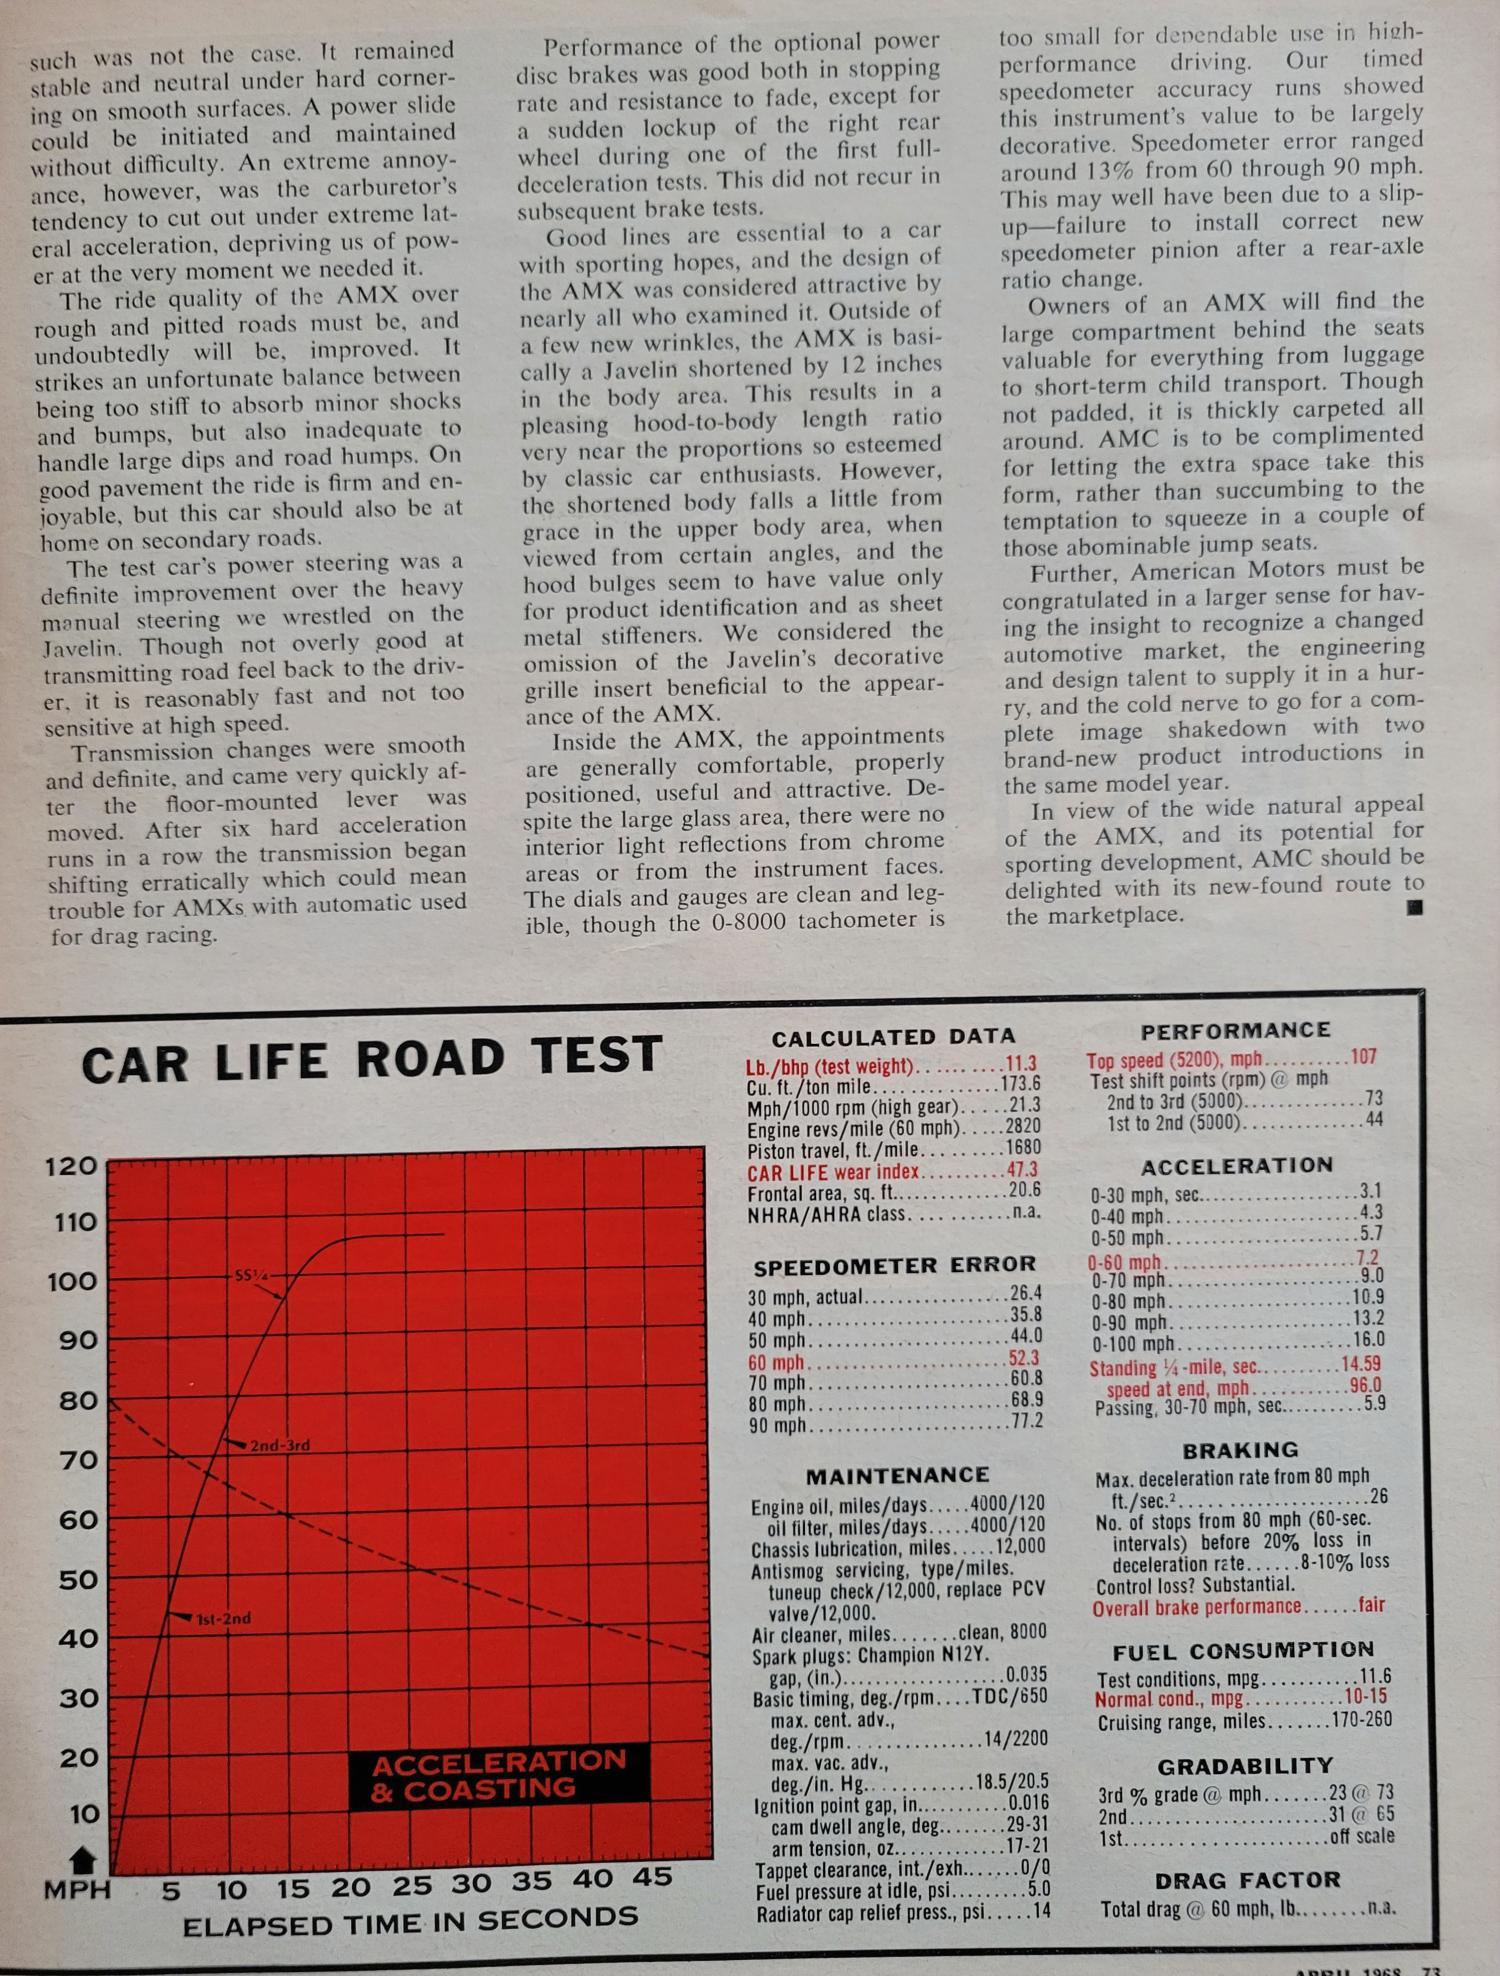 such was not the case. It remained
stable and neutral under hard corner-
ing on smooth surfaces. A power slide
could be initiated and maintained
without difficulty. An extreme annoy-
ance, however, was the carburetor's
tendency to cut out under extreme lat-
eral acceleration, depriving us of pow-
er at the very moment we needed it.
The ride quality of the AMX over
rough and pitted roads must be, and
undoubtedly will be, improved. It
strikes an unfortunate balance between
being too stiff to absorb minor shocks
and bumps, but also inadequate to
handle large dips and road humps. On
good pavement the ride is firm and en-
joyable, but this car should also be at
home on secondary roads.
The test car's power steering was a
definite improvement over the heavy
manual steering we wrestled on the
Javelin. Though not overly good at
transmitting road feel back to the driv-
er, it is reasonably fast and not too
sensitive at high speed.
Transmission changes were smooth
and definite, and came very quickly af-
ter the floor-mounted lever was
moved. After six hard acceleration
runs in a row the transmission began
shifting erratically which could mean
trouble for AMXs with automatic used
for drag racing.
Performance of the optional power
disc brakes was good both in stopping
rate and resistance to fade, except for
a sudden lockup of the right rear
wheel during one of the first full-
deceleration tests. This did not recur in
subsequent brake tests.
Good lines are essential to a car
with sporting hopes, and the design of
the AMX was considered attractive by
nearly all who examined it. Outside of
a few new wrinkles, the AMX is basi-
cally a Javelin shortened by 12 inches
in the body area. This results in a
pleasing hood-to-body length ratio
very near the proportions so esteemed
by classic car enthusiasts. However,
the shortened body falls a little from
grace in the upper body area, when
viewed from certain angles, and the
hood bulges seem to have value only
for product identification and as sheet
metal stiffeners. We considered the
omission of the Javelin's decorative
grille insert beneficial to the appear-
ance of the AMX.
Inside the AMX, the appointments
are generally comfortable, properly
positioned, useful and attractive. De-
spite the large glass area, there were no
interior light reflections from chrome
areas or from the instrument faces.
The dials and gauges are clean and leg-
ible, though the 0-8000 tachometer is
too small for dependable use in high-
performance driving. Our timed
speedometer accuracy runs showed
this instrument's value to be largely
decorative. Speedometer error ranged
around 13% from 60 through 90 mph.
This may well have been due to a slip-
up—failure to install correct new
speedometer pinion after a rear-axle
ratio change.
Owners of an AMX will find the
large compartment behind the seats
valuable for everything from luggage
to short-term child transport. Though
not padded, it is thickly carpeted all
around. AMC is to be complimented
for letting the extra space take this
form, rather than succumbing to the
temptation to squeeze in a couple of
those abominable jump seats.
Further, American Motors must be
congratulated in a larger sense for hav-
ing the insight to recognize a changed
automotive market, the engineering
and design talent to supply it in a hur-
ry, and the cold nerve to go for a com-
plete image shakedown with two
brand-new product introductions in
the same model year.
In view of the wide natural appeal
of the AMX, and its potential for
sporting development, AMC should be
delighted with its new-found route to
the marketplace. ■
CAR LIFE ROAD TEST
120
110
100
90
80
70
60
50
40
30
20
10
MPH
SS¼
2nd-3rd
1st-2nd
ACCELERATION
& COASTING
5 10 15 20 25 30 35 40 45
ELAPSED TIME IN SECONDS
CALCULATED DATA
Lb./bhp (test weight)..........11.3
Cu. ft./ton mile..............173.6
Mph/1000 rpm (high gear).....21.3
Engine revs/mile (60 mph).....2820
Piston travel, ft./mile.........1680
CAR LIFE wear index..........47.3
Frontal area, sq. ft.............20.6
NHRA/AHRA class............n.a.
SPEEDOMETER ERROR
30 mph, actual................26.4
40 mph......................35.8
50 mph......................44.0
60 mph......................52.3
70 mph......................60.8
80 mph......................68.9
90 mph......................77.2
MAINTENANCE
Engine oil, miles/days.....4000/120
oil filter, miles/days.....4000/120
Chassis lubrication, miles.....12,000
Antismog servicing, type/miles.
tuneup check/12,000, replace PCV
valve/12,000.
Air cleaner, miles.......clean, 8000
Spark plugs: Champion N12Y.
gap, (in.)..................0.035
Basic timing, deg./rpm....TDC/650
max. cent. adv.,
deg./rpm...............14/2200
max. vac. adv.,
deg./in. Hg............18.5/20.5
Ignition point gap, in..........0.016
cam dwell angle, deg........29-31
arm tension, oz............17-21
Tappet clearance, int./exh.......0/0
Fuel pressure at idle, psi.........5.0
Radiator cap relief press., psi.....14
PERFORMANCE
Top speed (5200), mph..........107
Test shift points (rpm) @ mph
2nd to 3rd (5000)..............73
1st to 2nd (5000)..............44
ACCELERATION
0-30 mph, sec..................3.1
0-40 mph.....................4.3
0-50 mph.....................5.7
0-60 mph.....................7.2
0-70 mph.....................9.0
0-80 mph....................10.9
0-90 mph....................13.2
0-100 mph...................16.0
Standing ¼-mile, sec..........14.59
speed at end, mph...........96.0
Passing, 30-70 mph, sec.........5.9
BRAKING
Max. deceleration rate from 80 mph
ft./sec.²......................26
No. of stops from 80 mph (60-sec.
intervals) before 20% loss in
deceleration rate......8-10% loss
Control loss? Substantial.
Overall brake performance......fair
FUEL CONSUMPTION
Test conditions, mpg...........11.6
Normal cond., mpg...........10-15
Cruising range, miles.......170-260
GRADABILITY
3rd % grade @ mph.......23 @ 73
2nd......................31 @ 65
1st......................off scale
DRAG FACTOR
Total drag @ 60 mph, lb.........n.a.
APRIL 1968 73